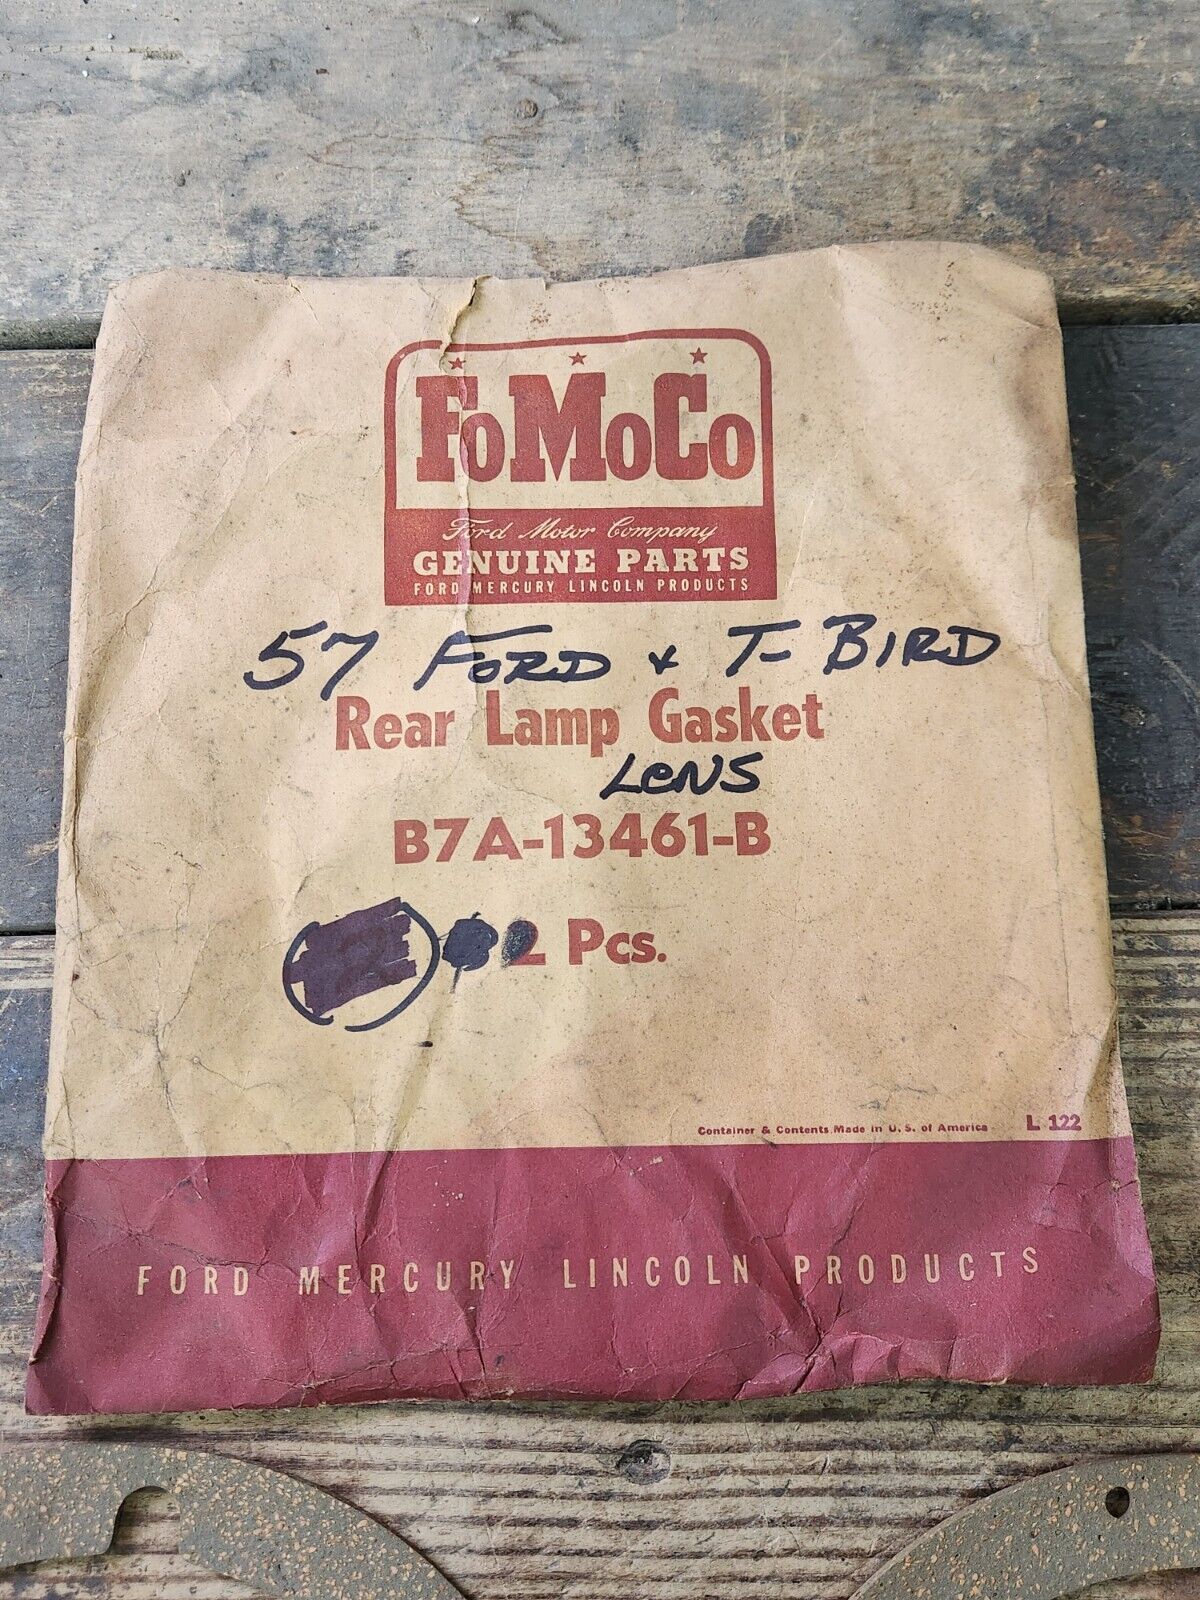 FoMoCo
Ford Motor Company
GENUINE PARTS
FORD MERCURY LINCOLN PRODUCTS
57 FORD & T-BIRD
Rear Lamp Gasket
LeNS
B7A-13461-B
2 Pcs.
Container & Contents Made in U. S. of America L 122
FORD MERCURY LINCOLN PRODUCTS